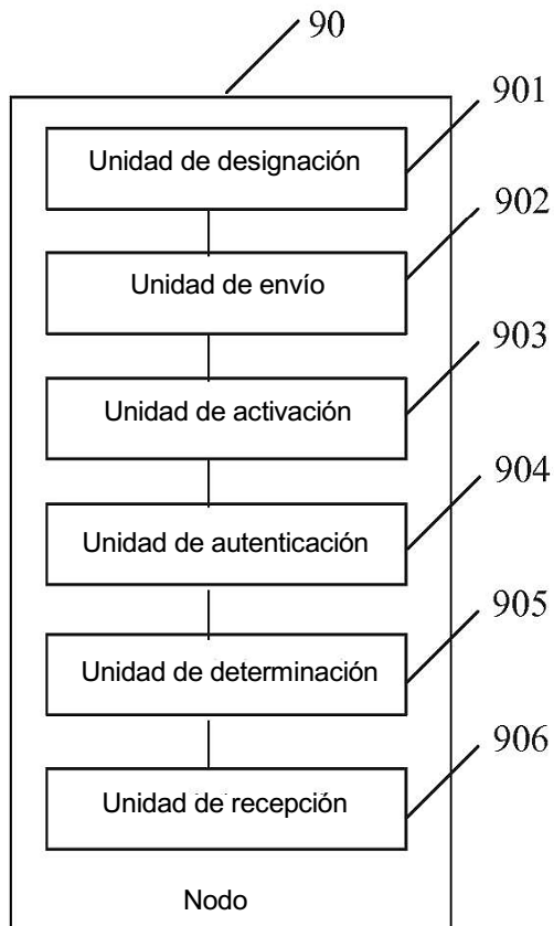 90
901
Unidad de designación
902
Unidad de envío
903
Unidad de activación
904
Unidad de autenticación
905
Unidad de determinación
906
Unidad de recepción
Nodo